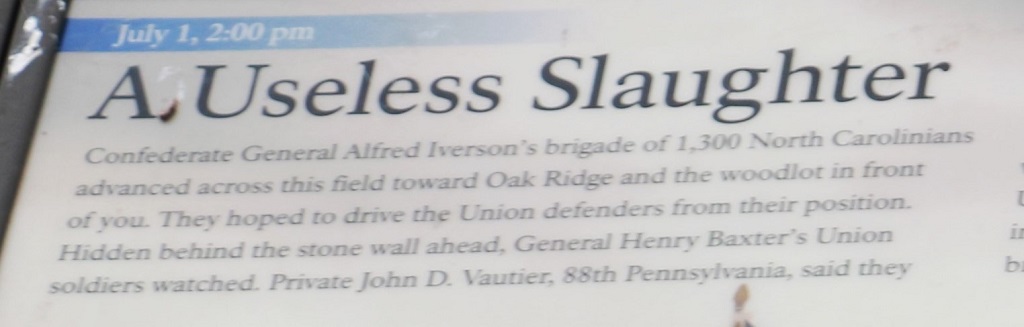 July 1, 2:00 pm
A Useless Slaughter
Confederate General Alfred Iverson's brigade of 1,300 North Carolinians
advanced across this field toward Oak Ridge and the woodlot in front
of you. They hoped to drive the Union defenders from their position.
Hidden behind the stone wall ahead, General Henry Baxter's Union
soldiers watched. Private John D. Vautier, 88th Pennsylvania, said they